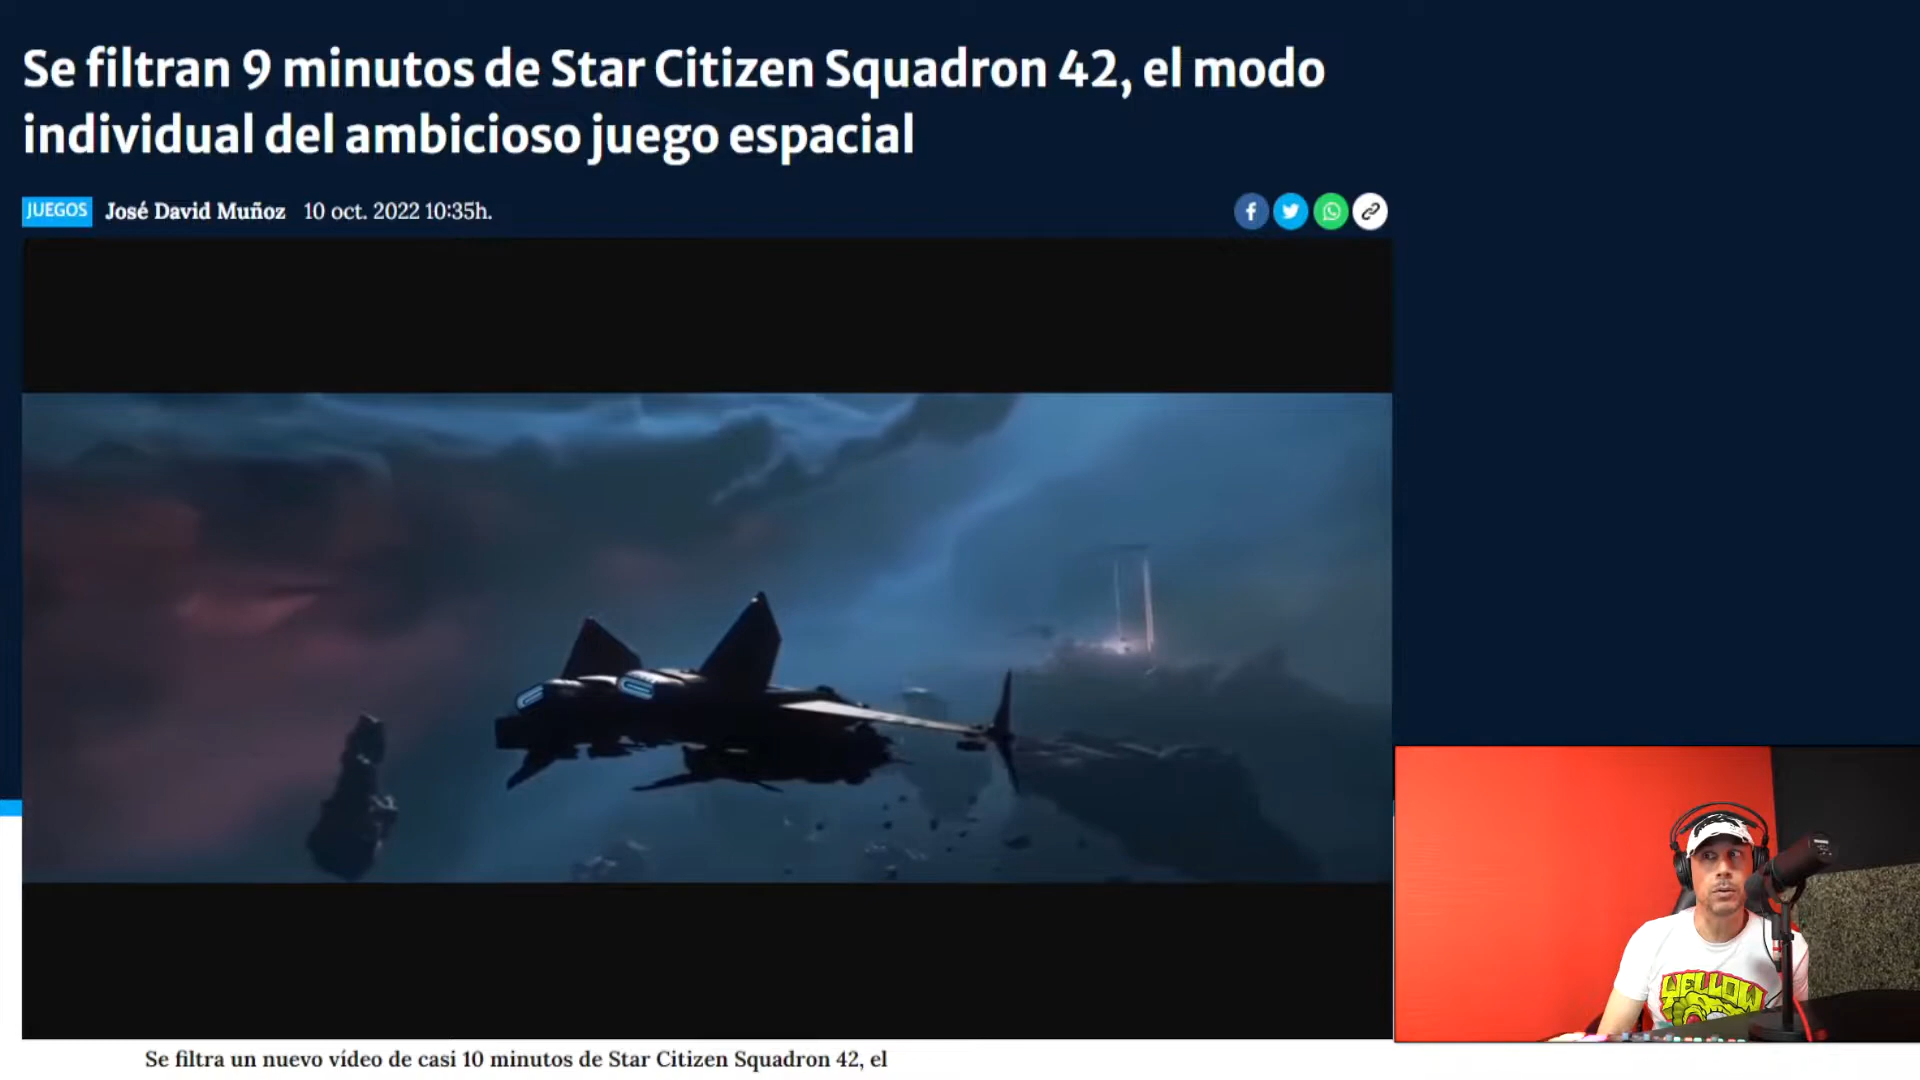 Se filtran 9 minutos de Star Citizen Squadron 42, el modo
individual del ambicioso juego espacial
JUEGOS José David Muñoz 10 oct. 2022 10:35h.
YELLOW
Se filtra un nuevo vídeo de casi 10 minutos de Star Citizen Squadron 42, el